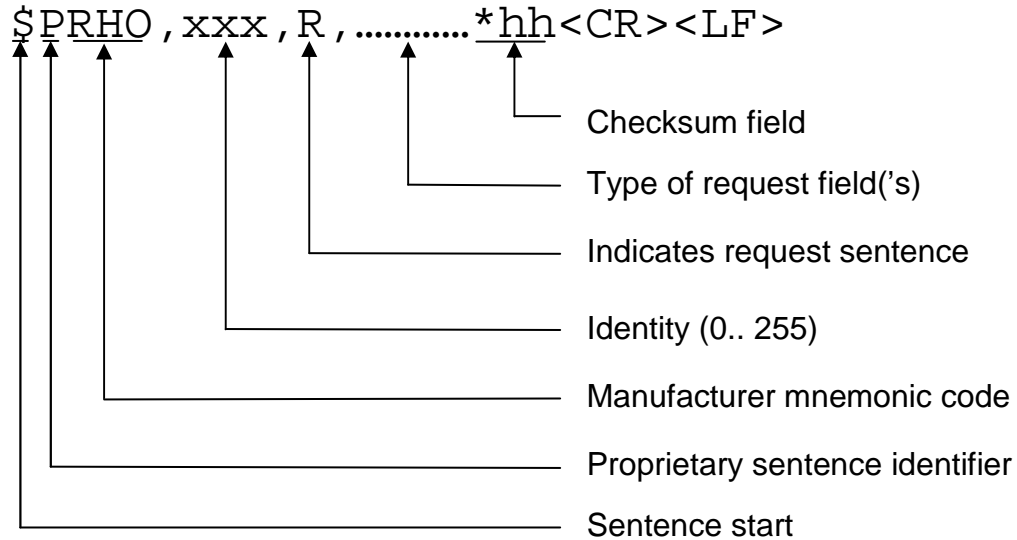 $PRHO,xxx,R,............*hh<CR><LF>
Checksum field
Type of request field('s)
Indicates request sentence
Identity (0.. 255)
Manufacturer mnemonic code
Proprietary sentence identifier
Sentence start